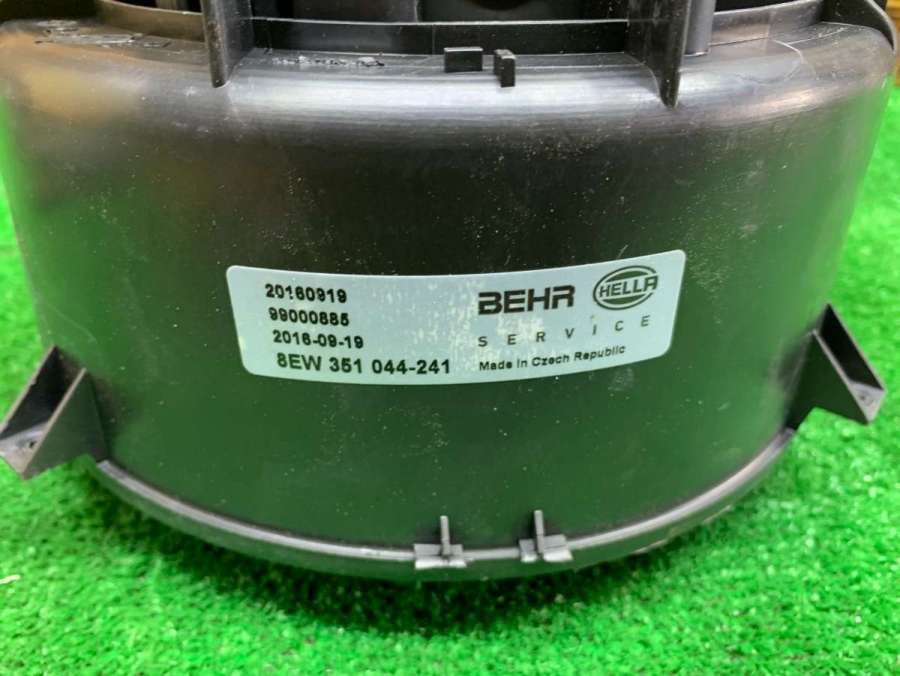 20160919
99000885
2016-09-19
8EW 351 044-241
BEHR HELLA
SERVICE
Made in Czech Republic